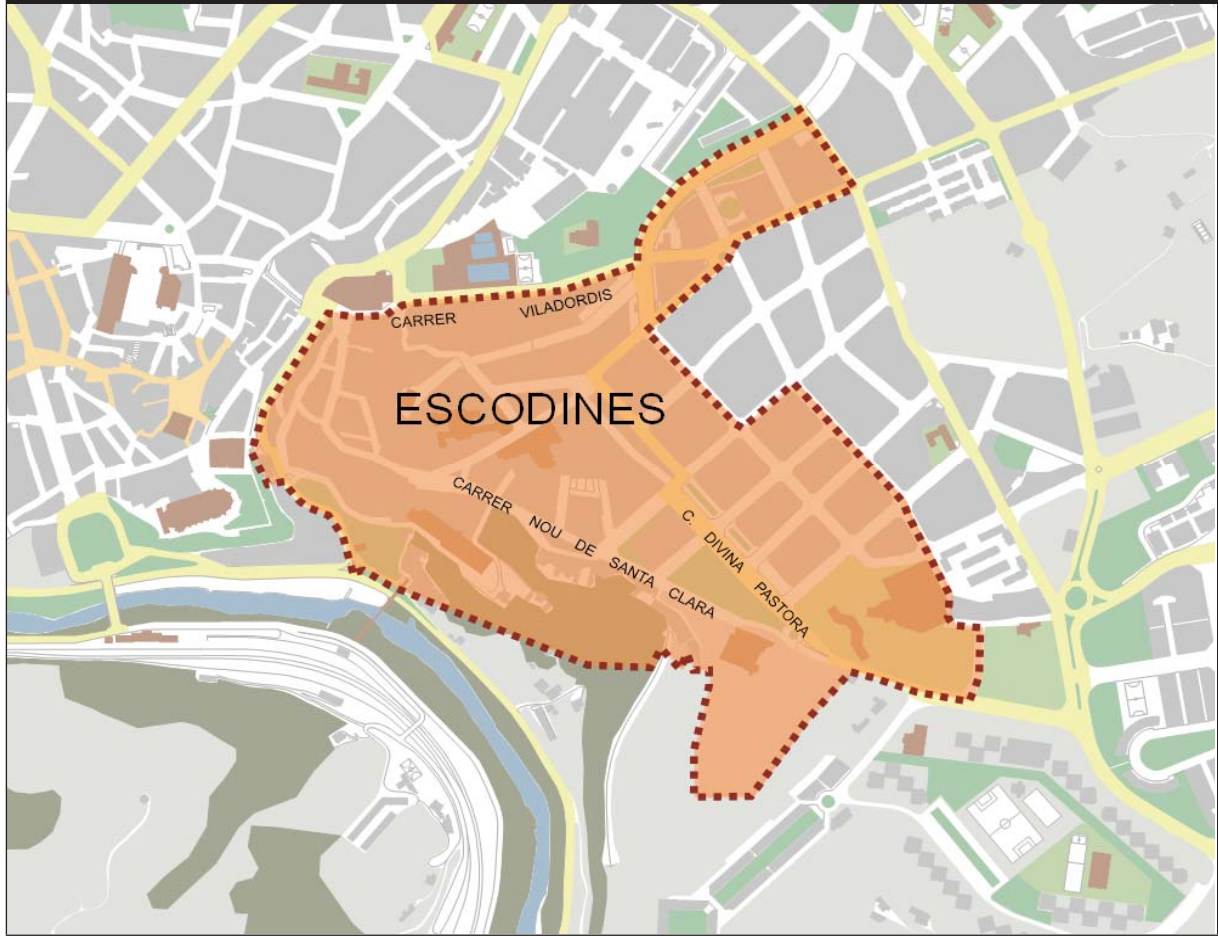 CARRER VILADORDIS
ESCODINES
CARRER NOU DE SANTA CLARA
C. DIVINA PASTORA